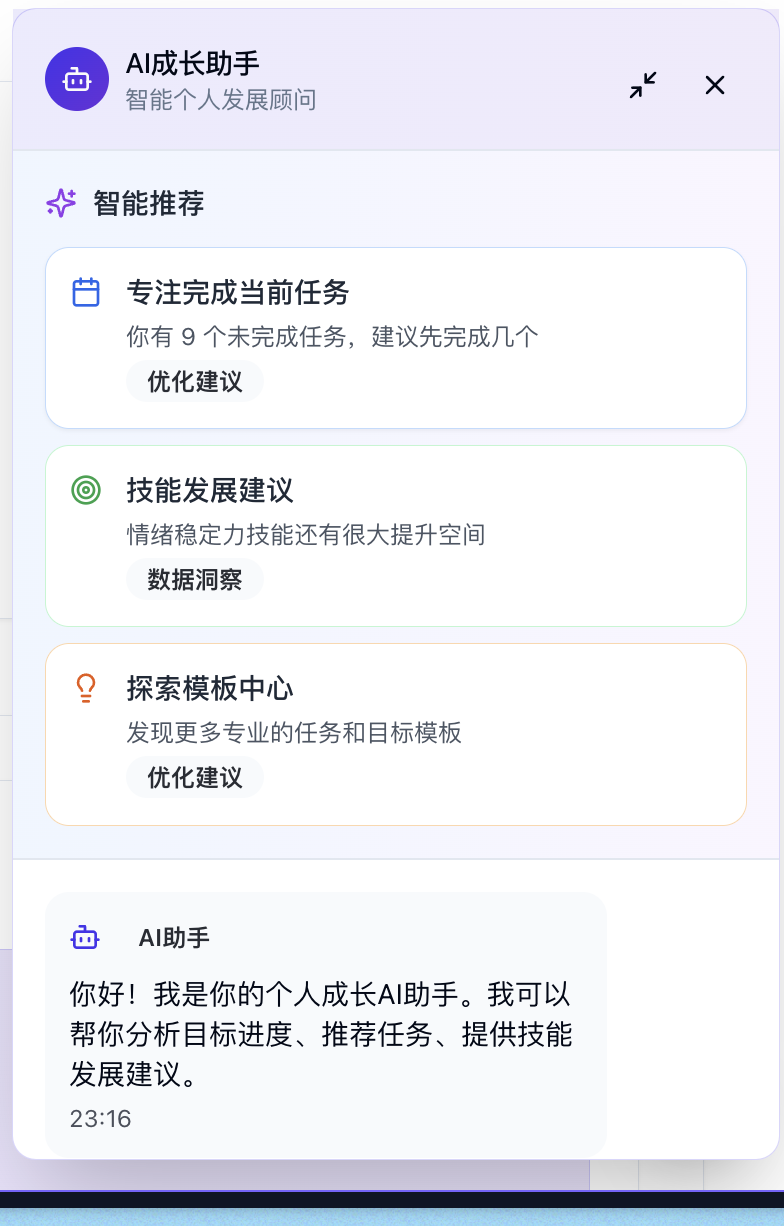 AI成长助手
智能个人发展顾问
智能推荐
专注完成当前任务
你有 9 个未完成任务，建议先完成几个
优化建议
技能发展建议
情绪稳定力技能还有很大提升空间
数据洞察
探索模板中心
发现更多专业的任务和目标模板
优化建议
AI助手
你好！我是你的个人成长AI助手。我可以
帮你分析目标进度、推荐任务、提供技能
发展建议。
23:16